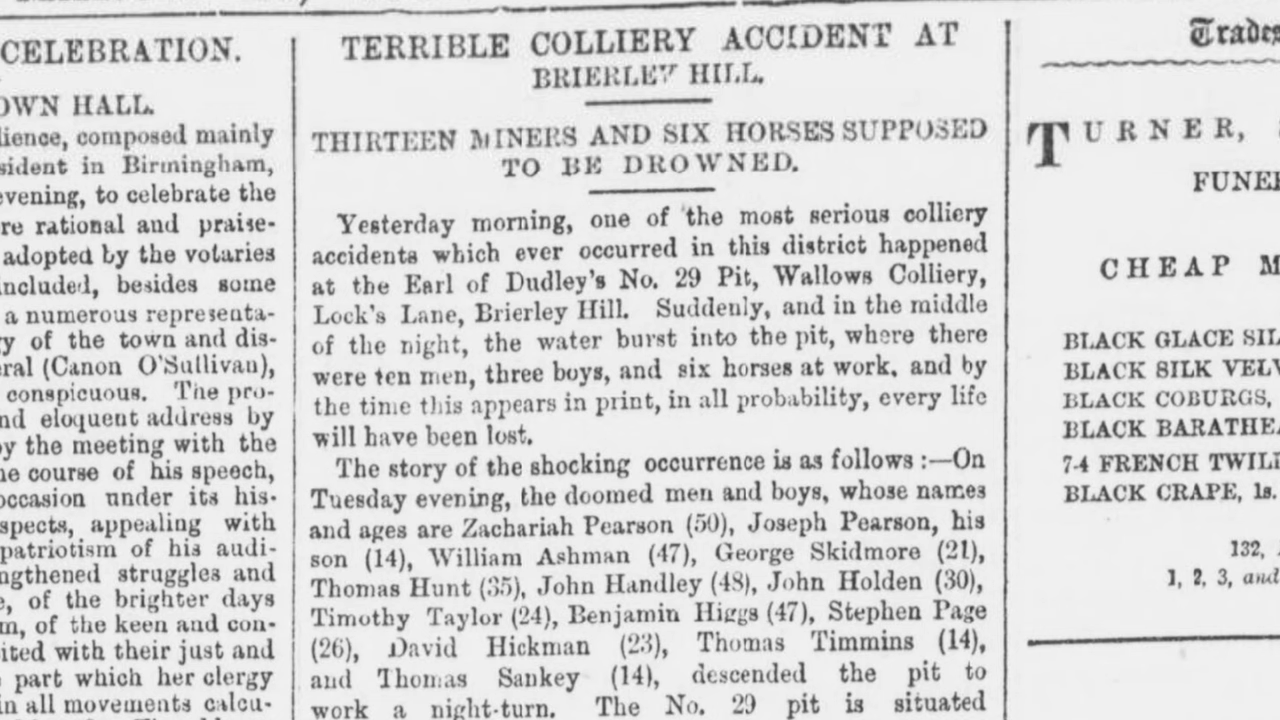 CELEBRATION.
OWN HALL.
lience, composed mainly
sident in Birmingham,
evening, to celebrate the
re rational and praise-
adopted by the votaries
included, besides some
a numerous representa-
y of the town and dis-
eral (Canon O'Sullivan),
conspicuous. The pro-
nd eloquent address by
by the meeting with the
he course of his speech,
occasion under its his-
spects, appealing with
patriotism of his audi-
ngthened struggles and
e, of the brighter days
m, of the keen and con-
ited with their just and
part which her clergy
in all movements calcu-
TERRIBLE COLLIERY ACCIDENT AT
BRIERLEY HILL.
THIRTEEN MINERS AND SIX HORSES SUPPOSED
TO BE DROWNED.
Yesterday morning, one of the most serious colliery
accidents which ever occurred in this district happened
at the Earl of Dudley's No. 29 Pit, Wallows Colliery,
Lock's Lane, Brierley Hill. Suddenly, and in the middle
of the night, the water burst into the pit, where there
were ten men, three boys, and six horses at work, and by
the time this appears in print, in all probability, every life
will have been lost.
The story of the shocking occurrence is as follows :—On
Tuesday evening, the doomed men and boys, whose names
and ages are Zachariah Pearson (50), Joseph Pearson, his
son (14), William Ashman (47), George Skidmore (21),
Thomas Hunt (35), John Handley (48), John Holden (30),
Timothy Taylor (24), Benjamin Higgs (47), Stephen Page
(26), David Hickman (23), Thomas Timmins (14),
and Thomas Sankey (14), descended the pit to
work a night-turn. The No. 29 pit is situated
Trades
TURNER,
FUNE
CHEAP M
BLACK GLACE SIL
BLACK SILK VELV
BLACK COBURGS,
BLACK BARATHEA
7-4 FRENCH TWILL
BLACK CRAPE, 1s.
132,
1, 2, 3, and